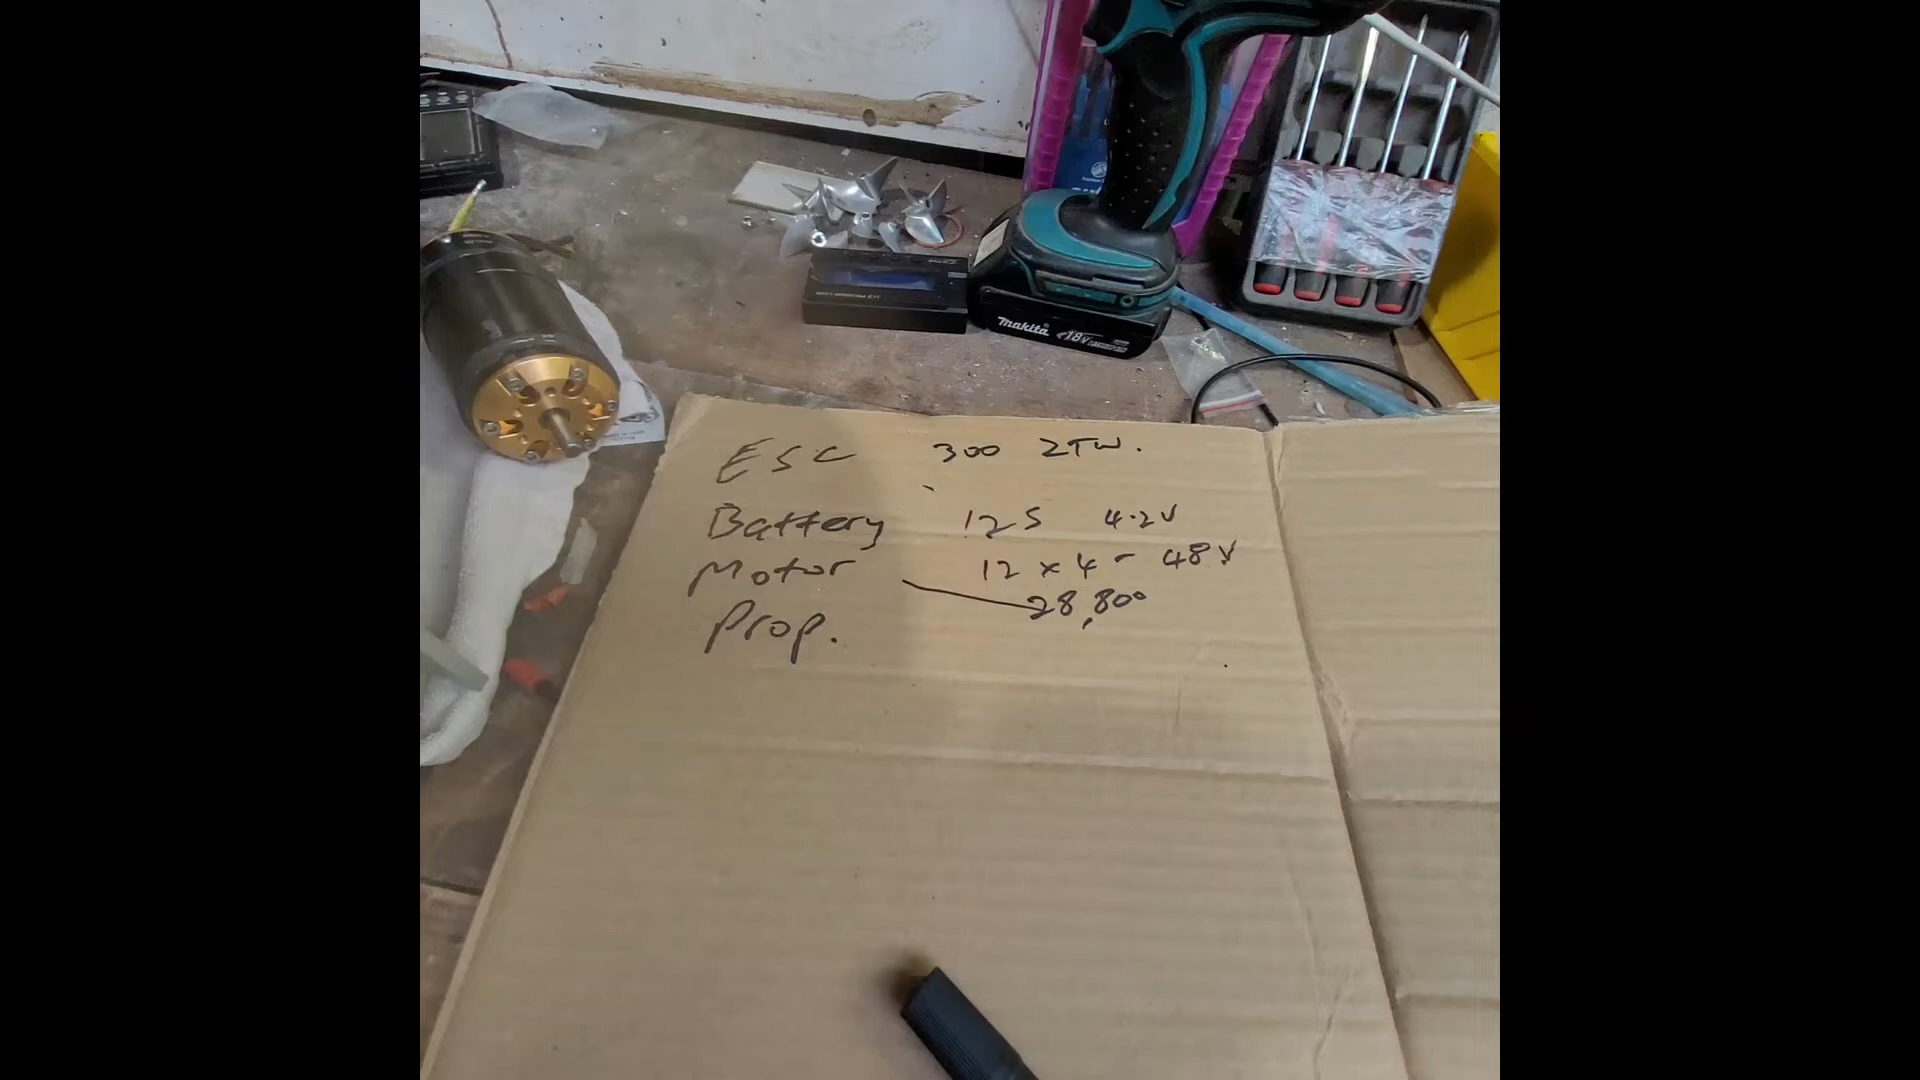 makita 18V
ESC 300 ZTW.
Battery 12S 4.2V
Motor 12 x 4 - 48V
28,800
Prop.